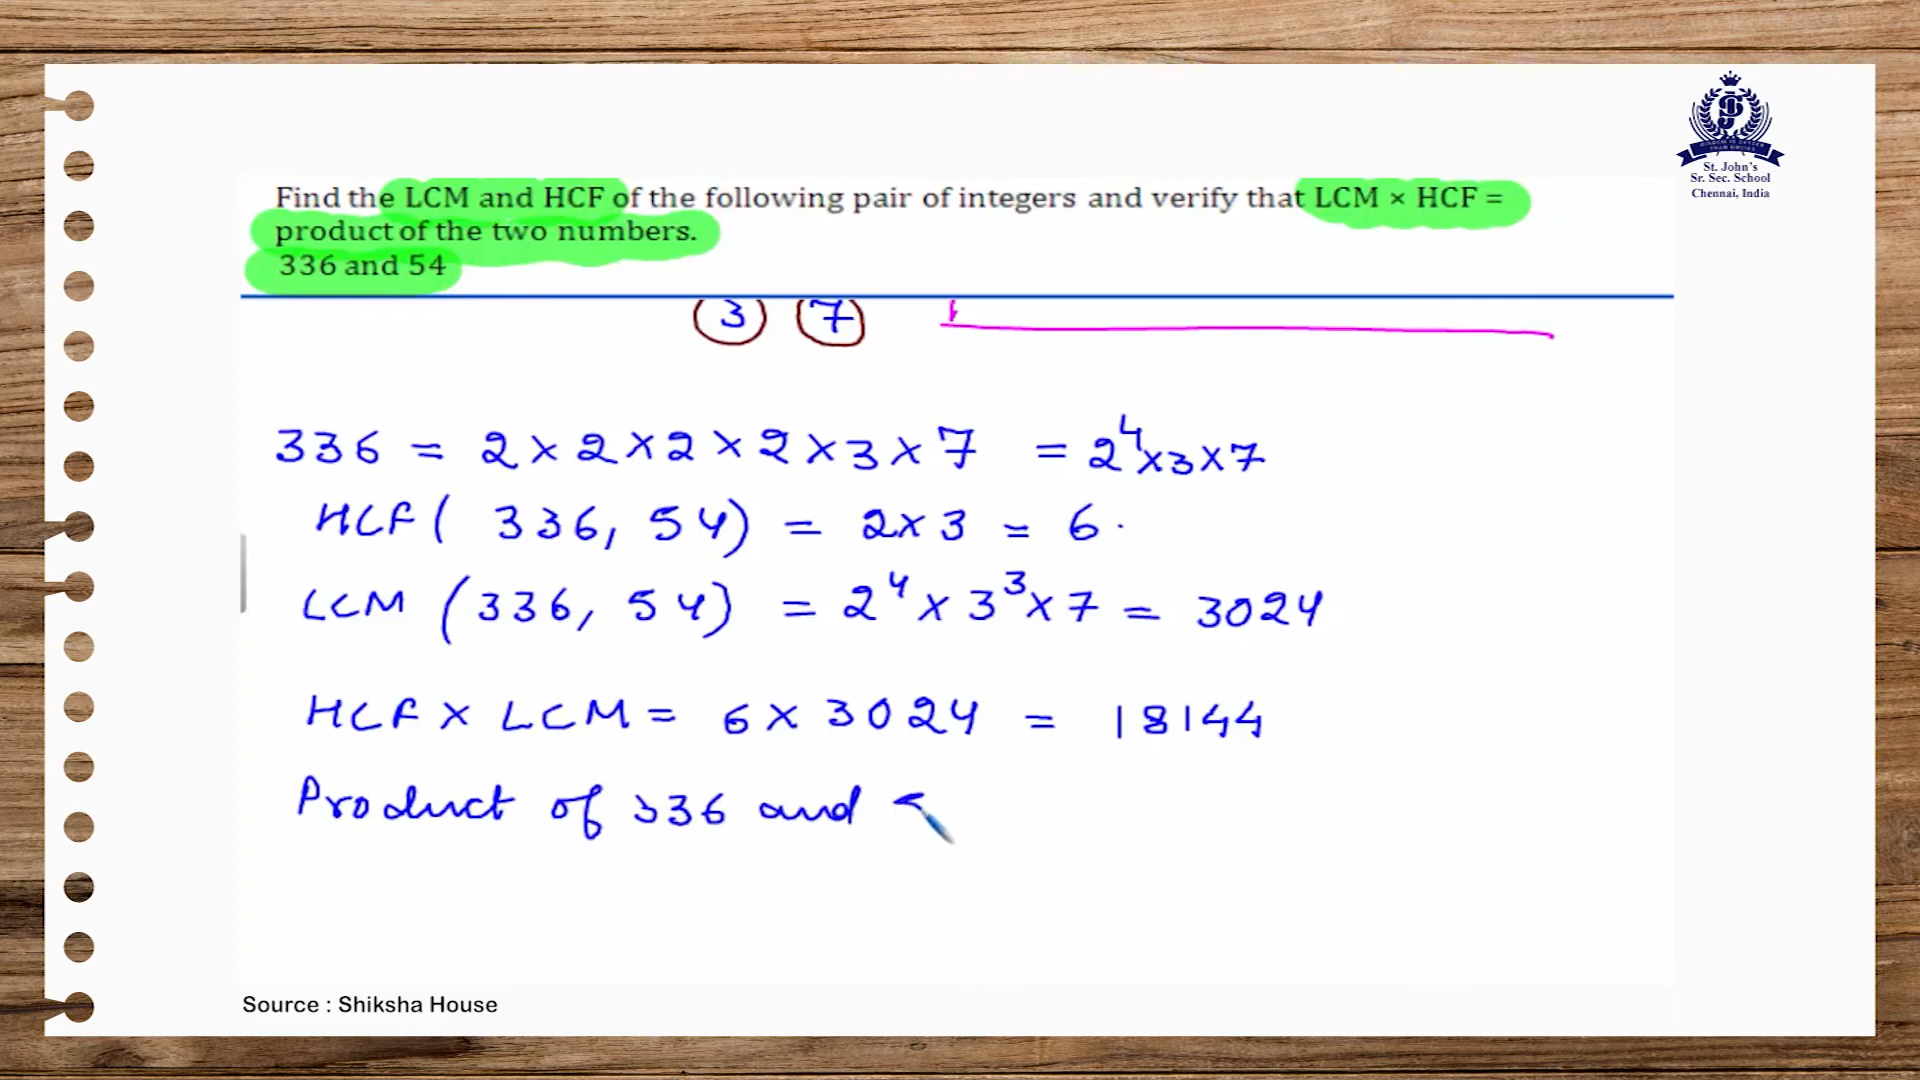 St. John's
Sr. Sec. School
Chennai, India
Find the LCM and HCF of the following pair of integers and verify that LCM × HCF =
product of the two numbers.
336 and 54
3 7
336 = 2 × 2 × 2 × 2 × 3 × 7 = 2⁴ × 3 × 7
HCF ( 336, 54) = 2 × 3 = 6.
LCM (336, 54) = 2⁴ × 3³ × 7 = 3024
HCF × LCM = 6 × 3024 = 18144
Product of 336 and
Source : Shiksha House